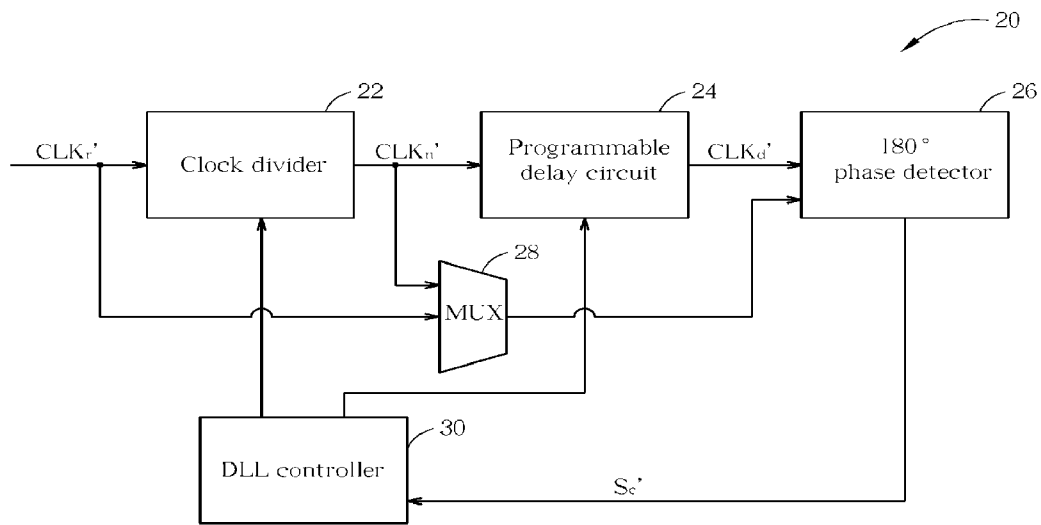 20
22
24
26
CLKr'
Clock divider
CLKn'
Programmable
delay circuit
CLKd'
180°
phase detector
28
MUX
30
DLL controller
Sc'